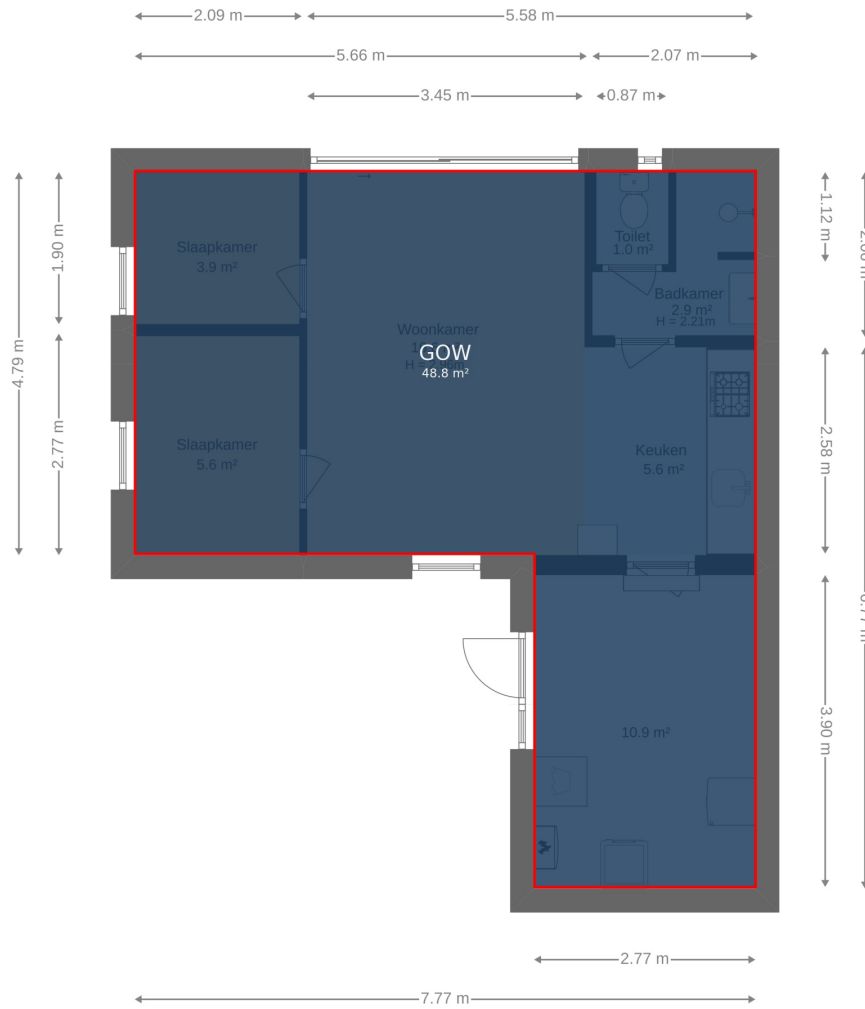 2.09 m
5.58 m
5.66 m
2.07 m
3.45 m
0.87 m
Slaapkamer
3.9 m²
1.90 m
4.79 m
2.77 m
Toilet
1.0 m²
Badkamer
2.9 m²
H = 2.21m
1.12 m
Woonkamer
GOW
48.8 m²
Slaapkamer
5.6 m²
Keuken
5.6 m²
2.58 m
10.9 m²
3.90 m
2.77 m
7.77 m